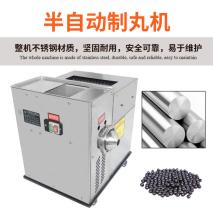 半自动制丸机
整机不锈钢材质，坚固耐用，安全可靠，易于维护
The whole machine is made of stainless steel, durable, safe and reliable, easy to maintain